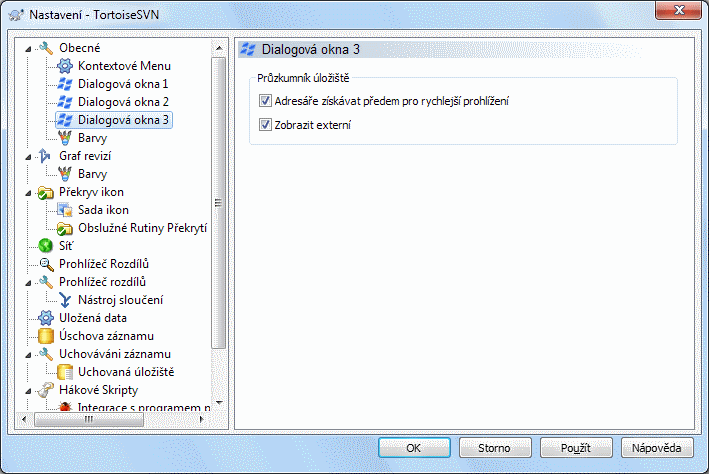 Nastavení - TortoiseSVN
Obecné
Kontextové Menu
Dialogová okna 1
Dialogová okna 2
Dialogová okna 3
Barvy
Graf revizí
Barvy
Překryv ikon
Sada ikon
Obslužné Rutiny Překrytí
Síť
Prohlížeč Rozdílů
Prohlížeč rozdílů
Nástroj sloučení
Uložená data
Úschova záznamu
Uchováváni záznamu
Uchovaná úložiště
Hákové Skripty
Integrace s programem p
Dialogová okna 3
Průzkumník úložiště
Adresáře získávat předem pro rychlejší prohlížení
Zobrazit externí
OK
Storno
Použít
Nápověda